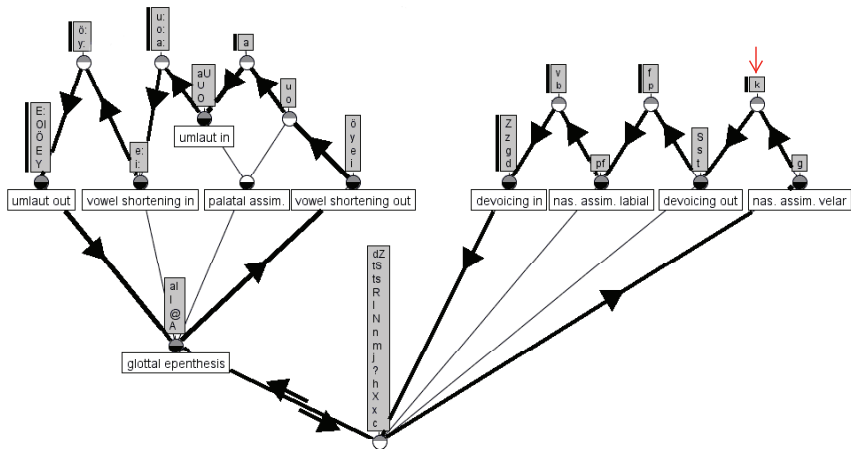 ö:
y:
u:
o:
a:
a
aU
U
O
u
o
E:
OI
Ö
E
Y
e:
i:
ö
y
e
i
umlaut in
umlaut out
vowel shortening in
palatal assim.
vowel shortening out
aI
I
@
A
glottal epenthesis
v
b
f
p
k
Z
z
g
d
pf
S
s
t
g
devoicing in
nas. assim. labial
devoicing out
nas. assim. velar
dZ
tS
ts
R
l
N
n
m
j
?
h
X
x
c